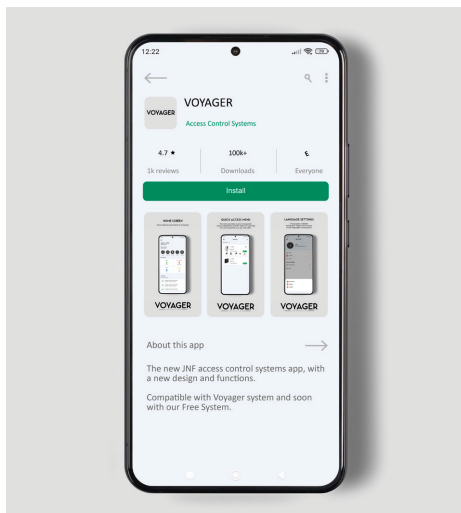 12:22
VOYAGER
VOYAGER
Access Control Systems
4.7 ★
100k+
E
1k reviews
Downloads
Everyone
Install
HOME SCREEN
QUICK ACCESS MENU
LANGUAGE SETTINGS
VOYAGER
VOYAGER
VOYAGER
About this app
The new JNF access control systems app, with
a new design and functions.
Compatible with Voyager system and soon
with our Free System.